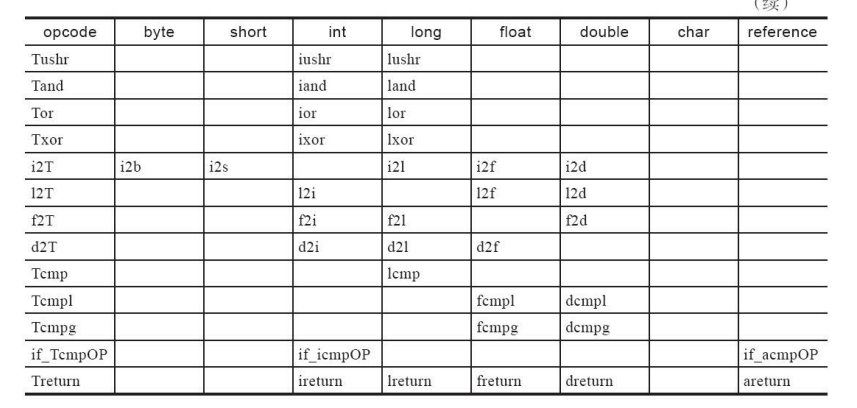 （续）
opcode byte short int long float double char reference
Tushr iushr lushr
Tand iand land
Tor ior lor
Txor ixor lxor
i2T i2b i2s i2l i2f i2d
l2T l2i l2f l2d
f2T f2i f2l f2d
d2T d2i d2l d2f
Tcmp lcmp
Tcmpl fcmpl dcmpl
Tcmpg fcmpg dcmpg
if_TcmpOP if_icmpOP if_acmpOP
Treturn ireturn lreturn freturn dreturn areturn